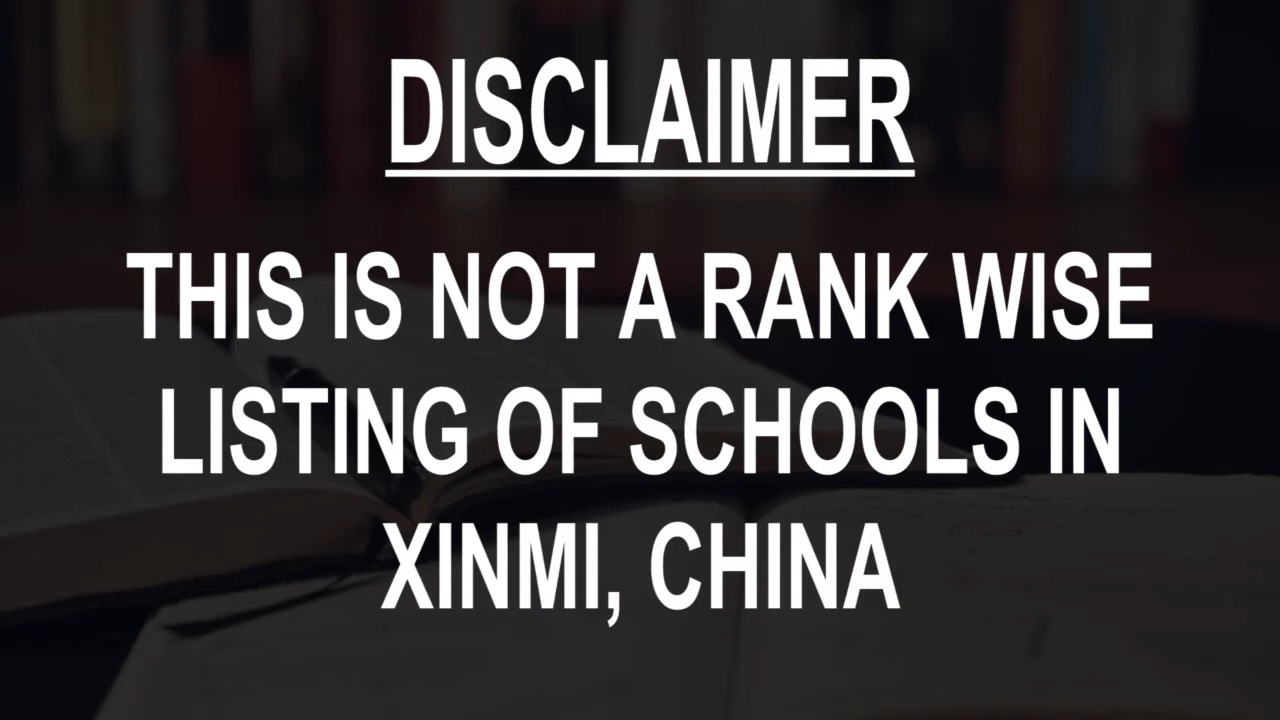 DISCLAIMER
THIS IS NOT A RANK WISE
LISTING OF SCHOOLS IN
XINMI, CHINA